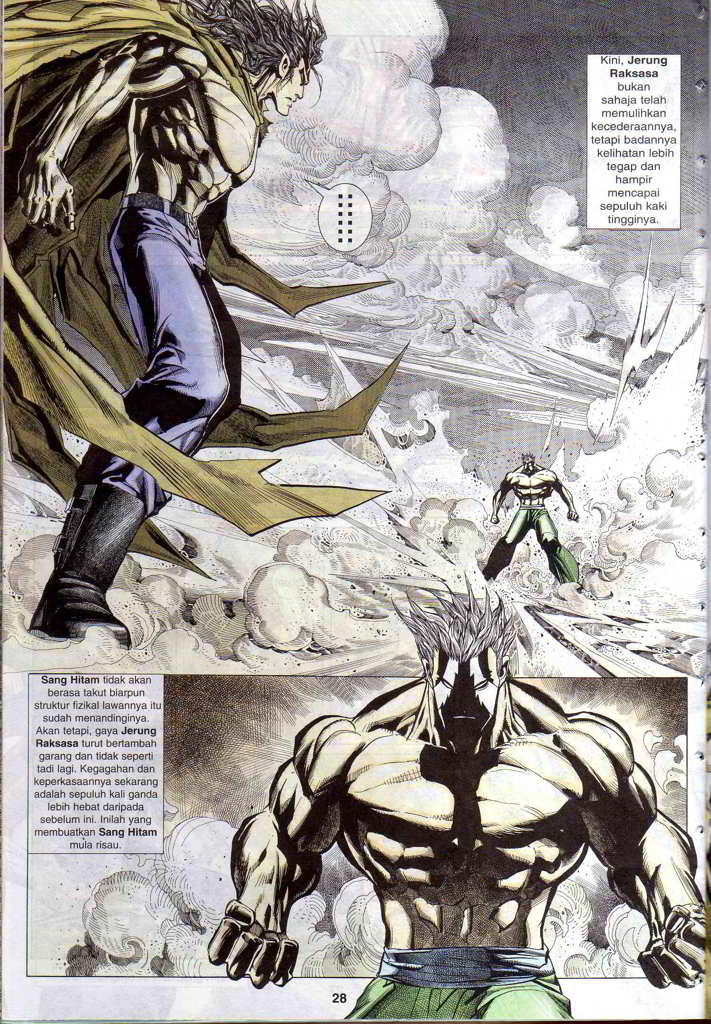 Kini, Jerung
Raksasa
bukan
sahaja telah
memulihkan
kecederaannya,
tetapi badannya
kelihatan lebih
tegap dan
hampir
mencapai
sepuluh kaki
tingginya.
Sang Hitam tidak akan
berasa takut biarpun
struktur fizikal lawannya itu
sudah menandinginya.
Akan tetapi, gaya Jerung
Raksasa turut bertambah
garang dan tidak seperti
tadi lagi. Kegagahan dan
keperkasaannya sekarang
adalah sepuluh kali ganda
lebih hebat daripada
sebelum ini. Inilah yang
membuatkan Sang Hitam
mula risau.
28